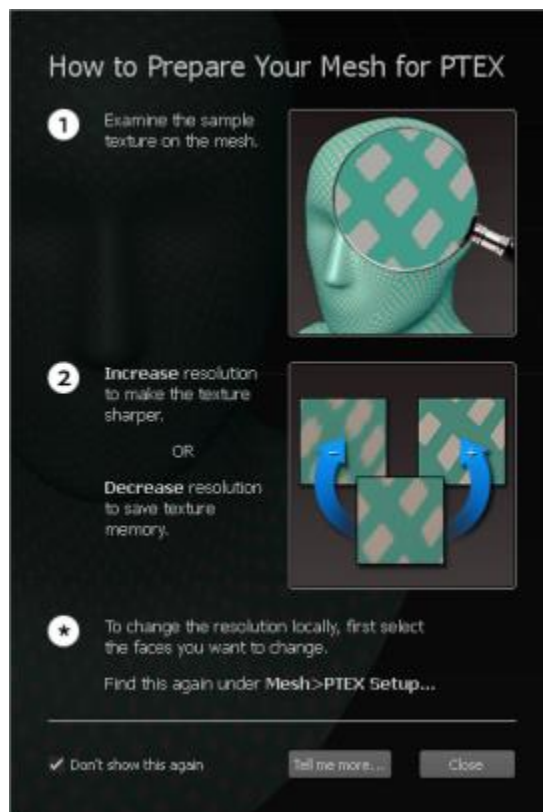 How to Prepare Your Mesh for PTEX
1
Examine the sample
texture on the mesh.
2
Increase resolution
to make the texture
sharper.
OR
Decrease resolution
to save texture
memory.
- +
* To change the resolution locally, first select
the faces you want to change.
Find this again under Mesh>PTEX Setup...
✔ Don't show this again
Tell me more...
Close